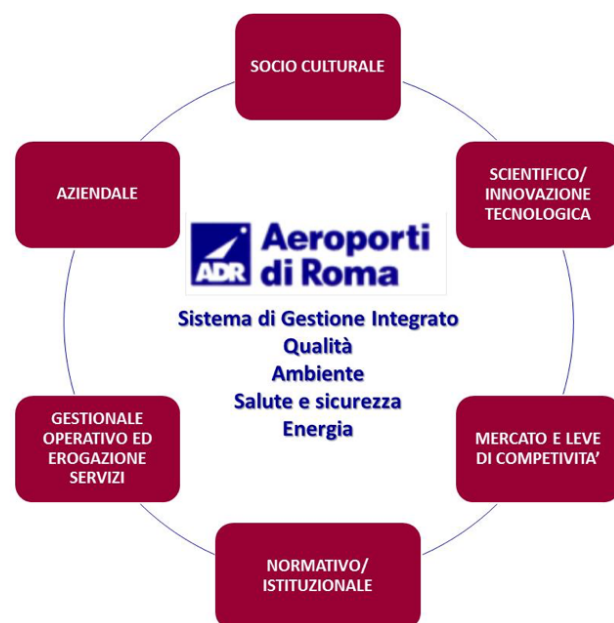 SOCIO CULTURALE
AZIENDALE
SCIENTIFICO/
INNOVAZIONE
TECNOLOGICA
ADR
Aeroporti
di Roma
Sistema di Gestione Integrato
Qualità
Ambiente
Salute e sicurezza
Energia
GESTIONALE
OPERATIVO ED
EROGAZIONE
SERVIZI
MERCATO E LEVE
DI COMPETIVITA’
NORMATIVO/
ISTITUZIONALE